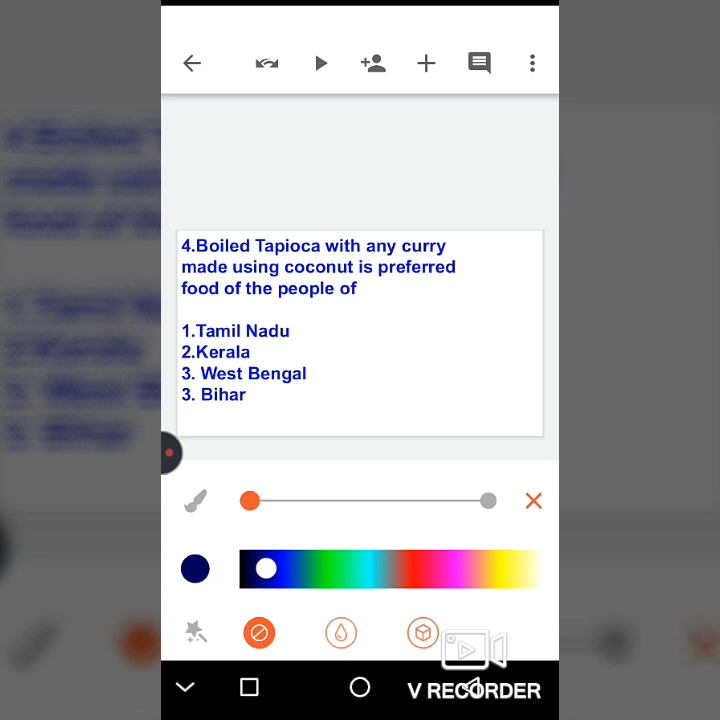 4.Boiled Tapioca with any curry
made using coconut is preferred
food of the people of
1.Tamil Nadu
2.Kerala
3. West Bengal
3. Bihar
V RECORDER